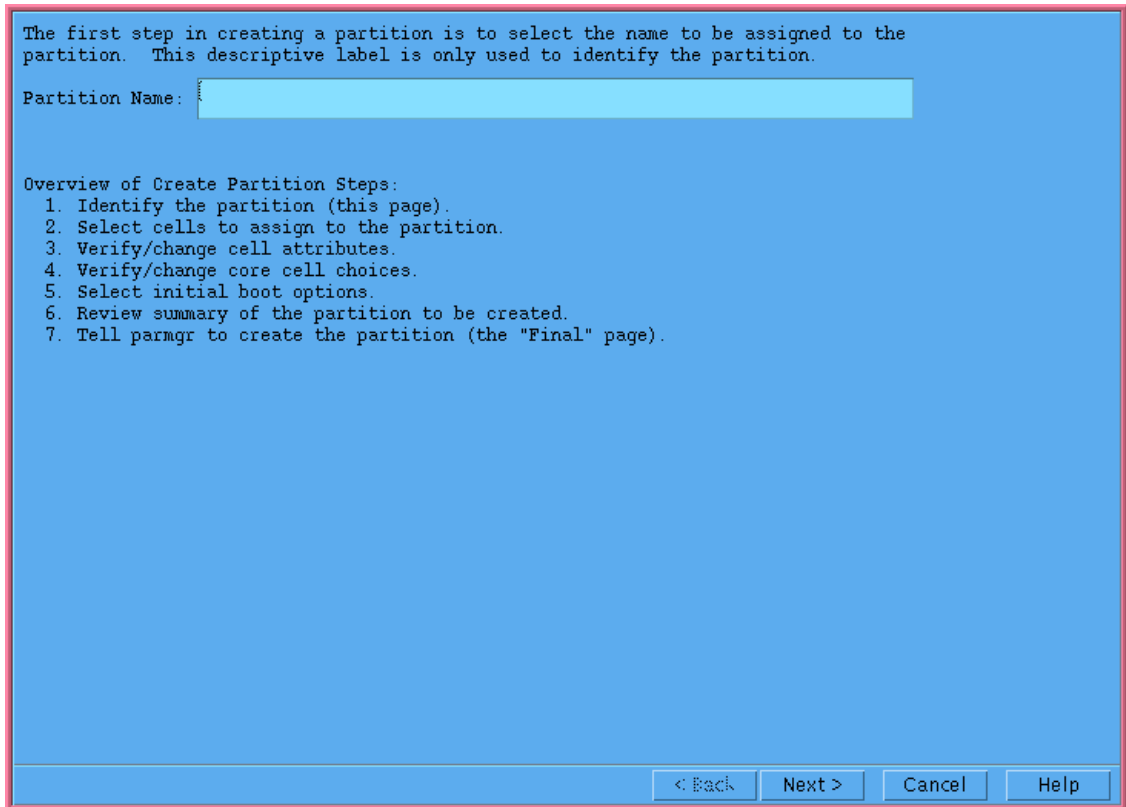 The first step in creating a partition is to select the name to be assigned to the
partition.  This descriptive label is only used to identify the partition.
Partition Name:
Overview of Create Partition Steps:
1. Identify the partition (this page).
2. Select cells to assign to the partition.
3. Verify/change cell attributes.
4. Verify/change core cell choices.
5. Select initial boot options.
6. Review summary of the partition to be created.
7. Tell parmgr to create the partition (the "Final" page).
< Back Next > Cancel Help